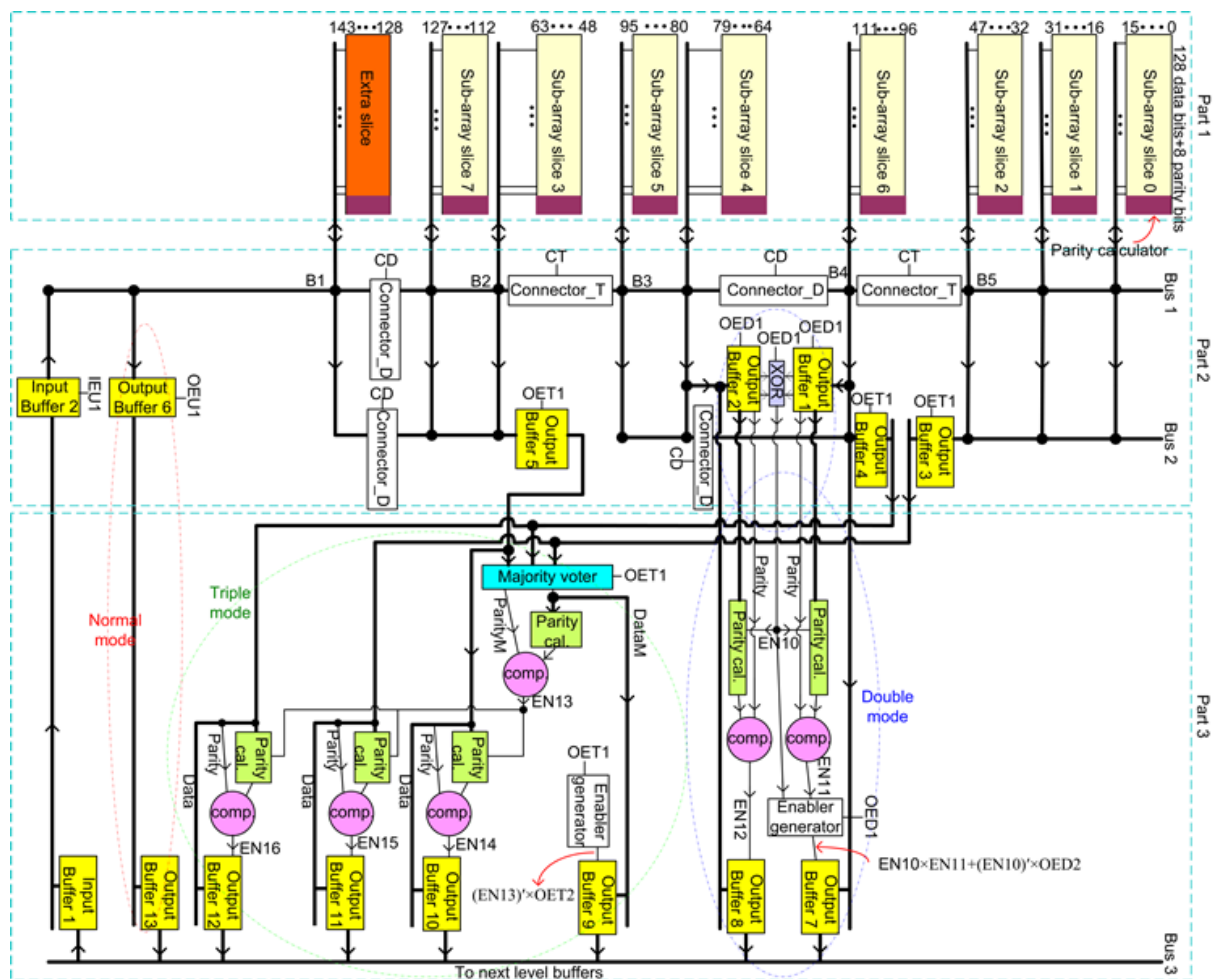 143•••128
127•••112
63••• 48
95••• 80
79•••64
111•••96
47•••32
31•••16
15••• 0
Extra slice
Sub-array slice 7
Sub-array slice 3
Sub-array slice 5
Sub-array slice 4
Sub-array slice 6
Sub-array slice 2
Sub-array slice 1
Sub-array slice 0
128 data bits+8 parity bits
Part 1
Parity calculator
CD
CT
CD
CT
B1
B2
B3
B4
B5
Connector_D
Connector_T
Connector_D
Connector_T
Bus 1
Part 2
OED1
OED1
OED1
Input
Buffer 2
IEU1
Output
Buffer 6
OEU1
Output
Buffer 2
XOR
Output
Buffer 1
CD
Connector_D
OET1
Output
Buffer 5
CD
Connector_D
OET1
Output
Buffer 4
OET1
Output
Buffer 3
Bus 2
Part 3
Triple
mode
Normal
mode
Majority voter
OET1
ParityM
Parity
cal.
DataM
comp.
EN13
Parity
Parity
Parity cal.
EN10
Parity cal.
Double
mode
comp.
comp.
EN11
EN12
Enabler
generator
OED1
EN10×EN11+(EN10)'×OED2
Data
Parity
Parity
cal.
comp.
EN16
Data
Parity
Parity
cal.
comp.
EN15
Data
Parity
Parity
cal.
comp.
EN14
OET1
Enabler
generator
(EN13)'×OET2
Input
Buffer 1
Output
Buffer 13
Output
Buffer 12
Output
Buffer 11
Output
Buffer 10
Output
Buffer 9
Output
Buffer 8
Output
Buffer 7
Bus 3
To next level buffers